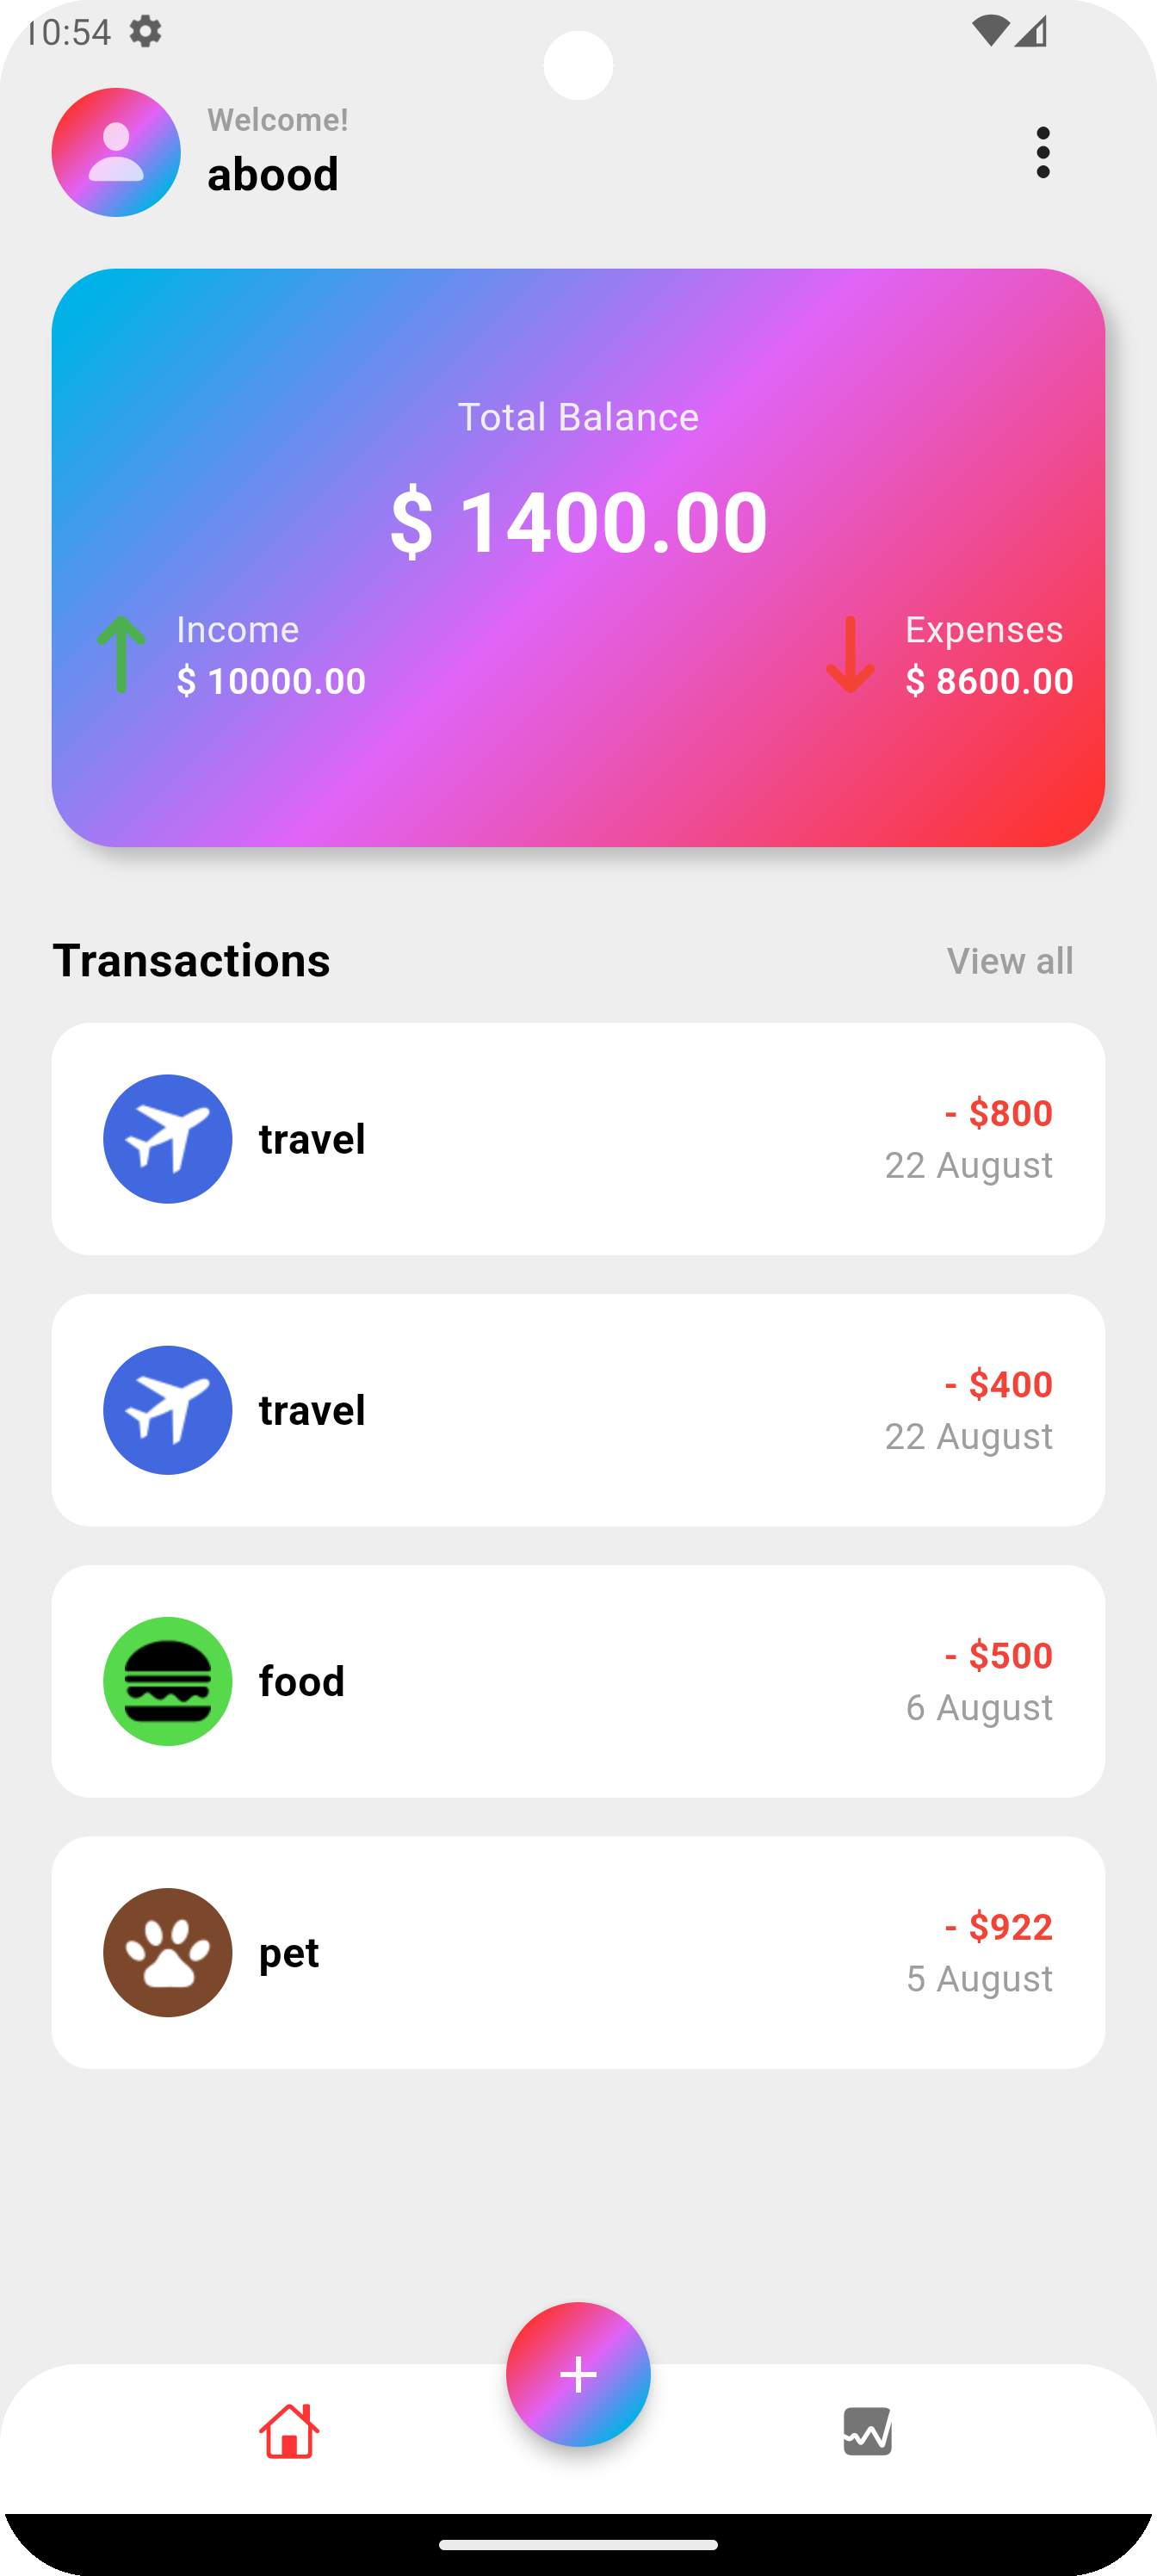 10:54
Welcome!
abood
Total Balance
$ 1400.00
Income
$ 10000.00
Expenses
$ 8600.00
Transactions
View all
travel
- $800
22 August
travel
- $400
22 August
food
- $500
6 August
pet
- $922
5 August